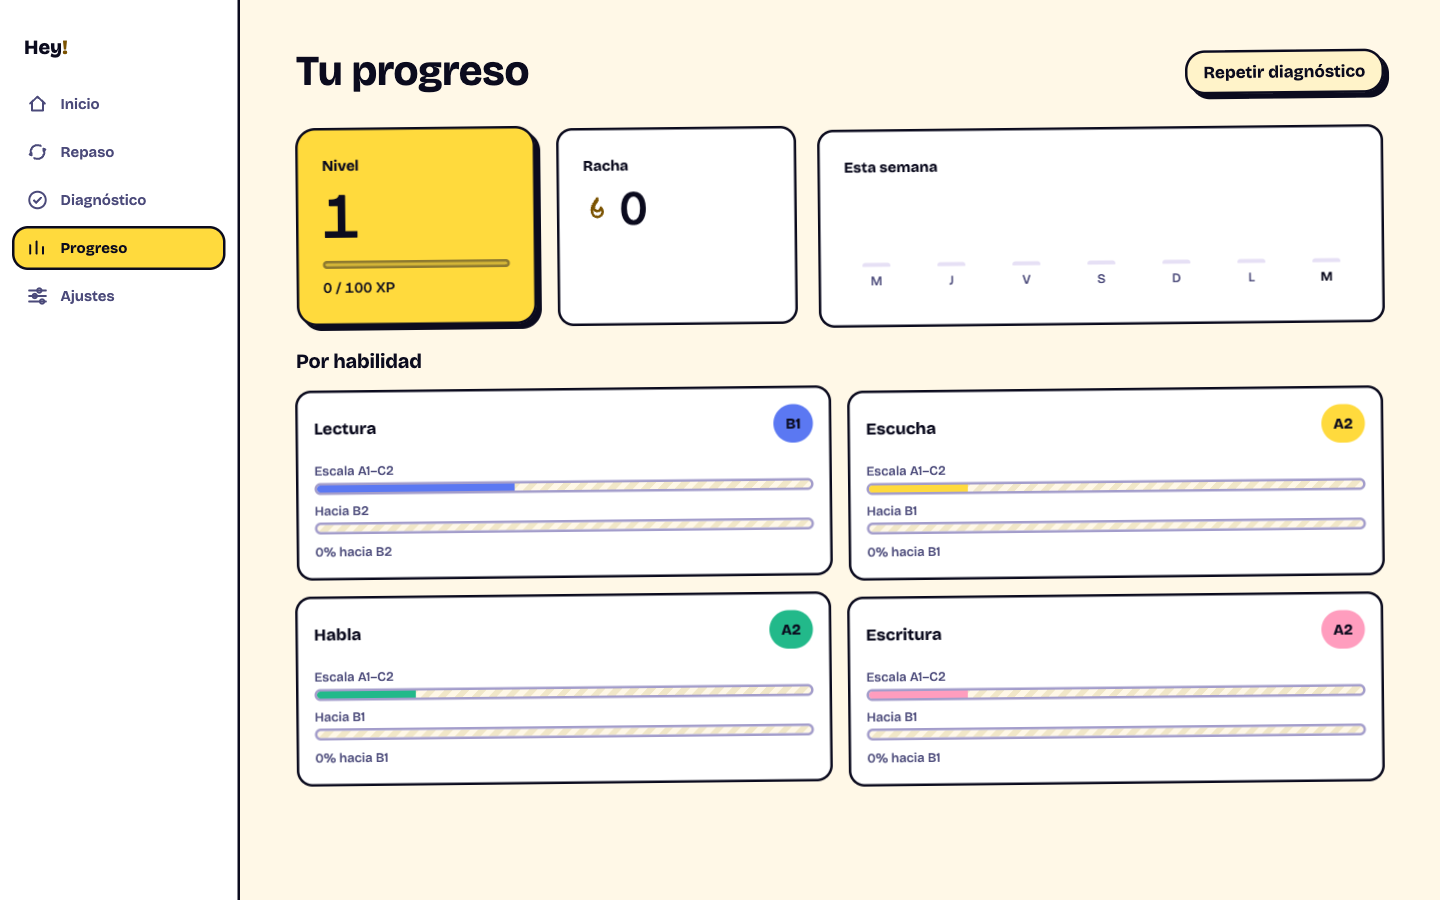 Hey!
Inicio
Repaso
Diagnóstico
Progreso
Ajustes
Tu progreso
Repetir diagnóstico
Nivel
1
0 / 100 XP
Racha
0
Esta semana
M J V S D L M
Por habilidad
Lectura
B1
Escala A1–C2
Hacia B2
0% hacia B2
Escucha
A2
Escala A1–C2
Hacia B1
0% hacia B1
Habla
A2
Escala A1–C2
Hacia B1
0% hacia B1
Escritura
A2
Escala A1–C2
Hacia B1
0% hacia B1